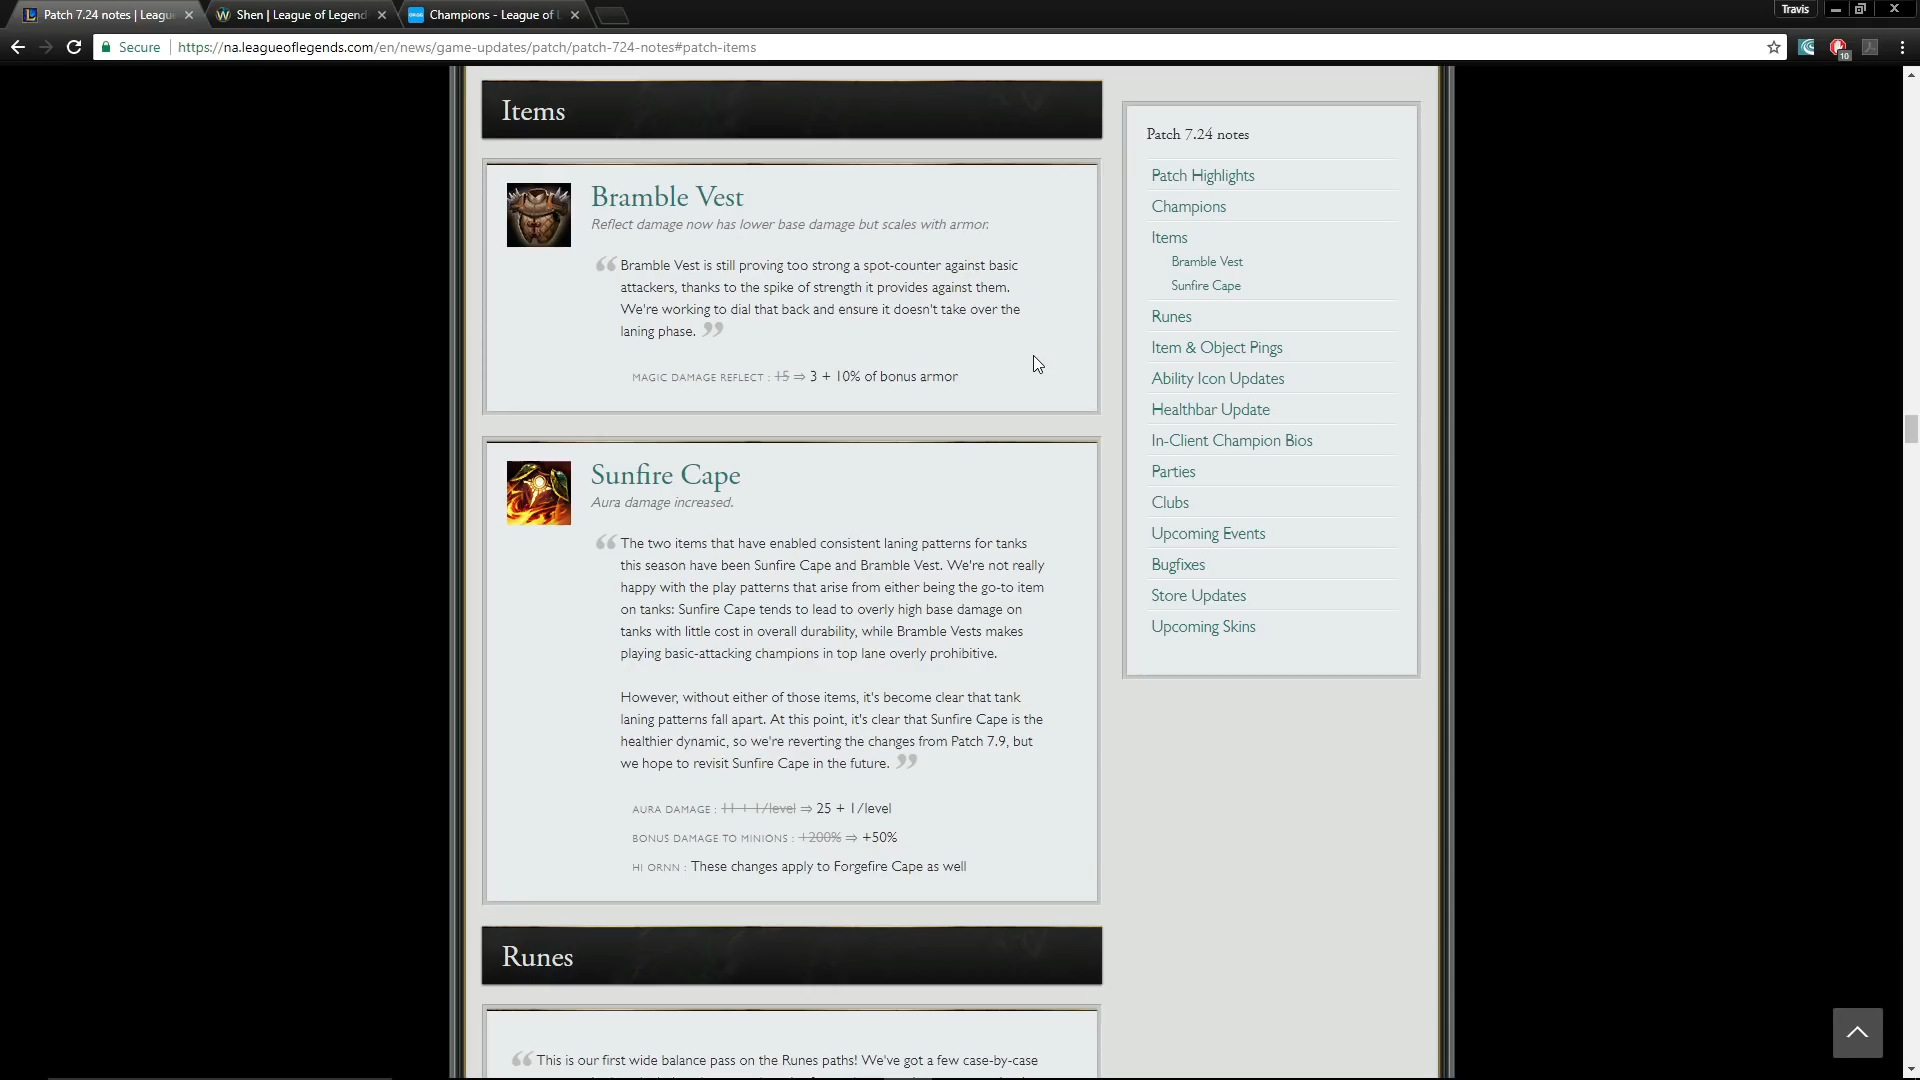 Patch 7.24 notes | Leagu
Shen | League of Legend
Champions - League of L
Travis
Secure
https://na.leagueoflegends.com/en/news/game-updates/patch/patch-724-notes#patch-items
10
Items
Bramble Vest
Reflect damage now has lower base damage but scales with armor.
“ Bramble Vest is still proving too strong a spot-counter against basic
attackers, thanks to the spike of strength it provides against them.
We're working to dial that back and ensure it doesn't take over the
laning phase. ”
MAGIC DAMAGE REFLECT : 15 ⇒ 3 + 10% of bonus armor
Sunfire Cape
Aura damage increased.
“ The two items that have enabled consistent laning patterns for tanks
this season have been Sunfire Cape and Bramble Vest. We're not really
happy with the play patterns that arise from either being the go-to item
on tanks: Sunfire Cape tends to lead to overly high base damage on
tanks with little cost in overall durability, while Bramble Vests makes
playing basic-attacking champions in top lane overly prohibitive.
However, without either of those items, it's become clear that tank
laning patterns fall apart. At this point, it's clear that Sunfire Cape is the
healthier dynamic, so we're reverting the changes from Patch 7.9, but
we hope to revisit Sunfire Cape in the future. ”
AURA DAMAGE : 11 + 1/level ⇒ 25 + 1/level
BONUS DAMAGE TO MINIONS : +200% ⇒ +50%
HI ORNN : These changes apply to Forgefire Cape as well
Runes
“ This is our first wide balance pass on the Runes paths! We've got a few case-by-case
Patch 7.24 notes
Patch Highlights
Champions
Items
Bramble Vest
Sunfire Cape
Runes
Item & Object Pings
Ability Icon Updates
Healthbar Update
In-Client Champion Bios
Parties
Clubs
Upcoming Events
Bugfixes
Store Updates
Upcoming Skins